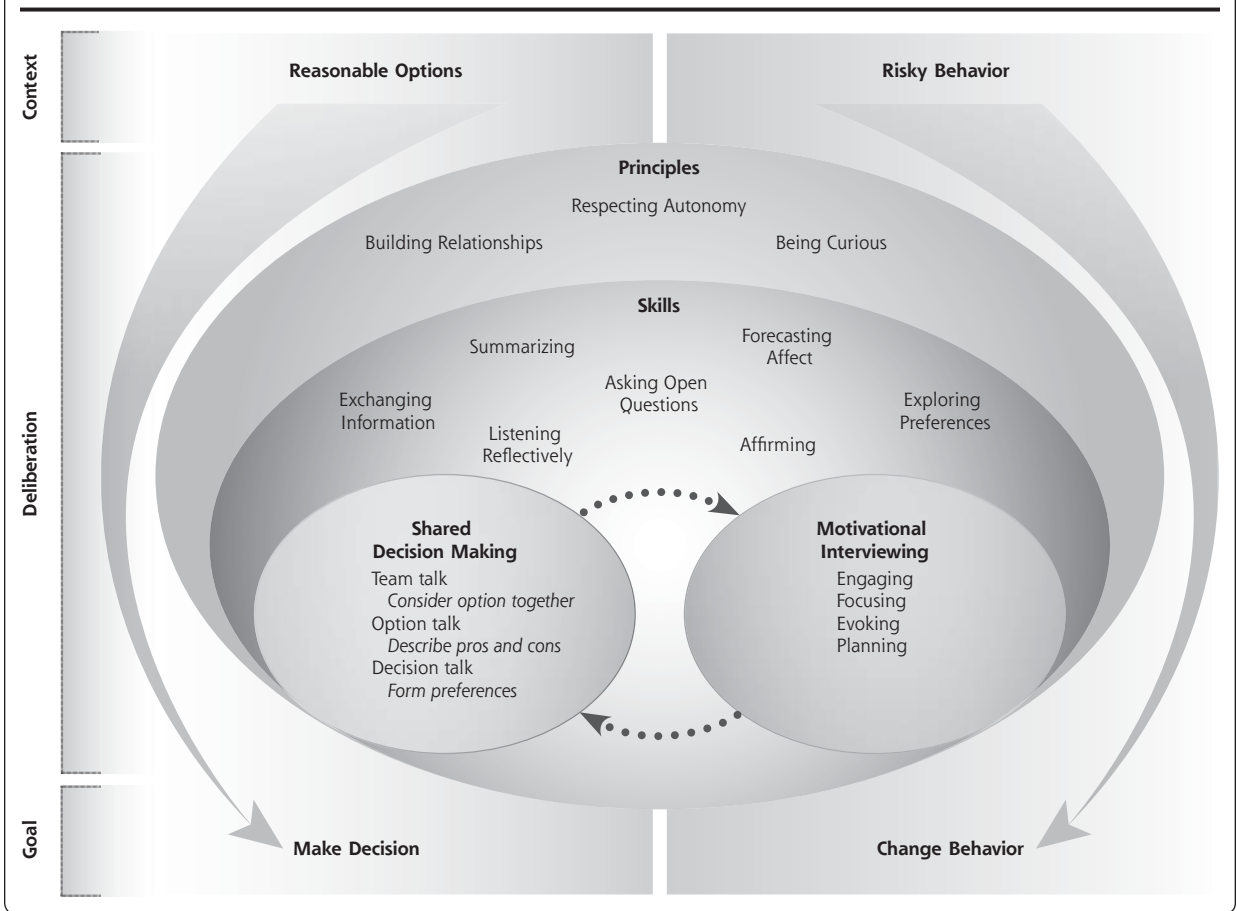 Context
Reasonable Options
Risky Behavior
Deliberation
Principles
Respecting Autonomy
Building Relationships
Being Curious
Skills
Summarizing
Forecasting
Affect
Asking Open
Questions
Exchanging
Information
Exploring
Preferences
Listening
Reflectively
Affirming
Shared
Decision Making
Team talk
Consider option together
Option talk
Describe pros and cons
Decision talk
Form preferences
Motivational
Interviewing
Engaging
Focusing
Evoking
Planning
Goal
Make Decision
Change Behavior